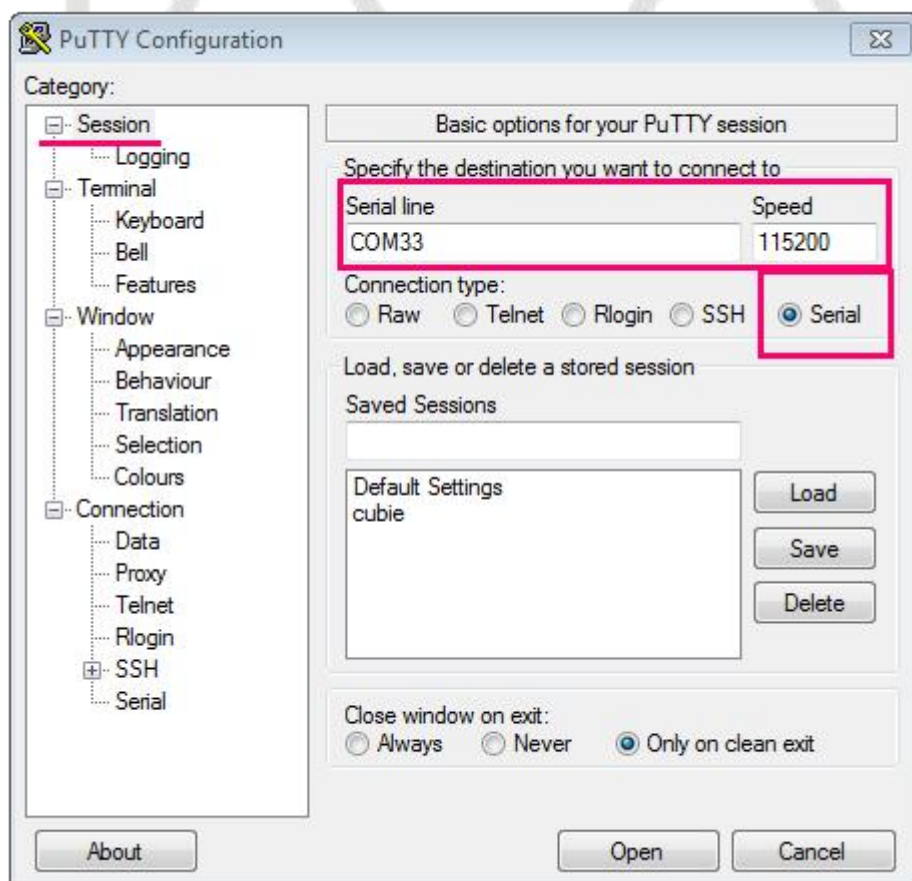 PuTTY Configuration
Category:
Session
Logging
Terminal
Keyboard
Bell
Features
Window
Appearance
Behaviour
Translation
Selection
Colours
Connection
Data
Proxy
Telnet
Rlogin
SSH
Serial
Basic options for your PuTTY session
Specify the destination you want to connect to
Serial line Speed
COM33 115200
Connection type:
Raw Telnet Rlogin SSH Serial
Load, save or delete a stored session
Saved Sessions
Default Settings
cubie
Load
Save
Delete
Close window on exit:
Always Never Only on clean exit
About Open Cancel